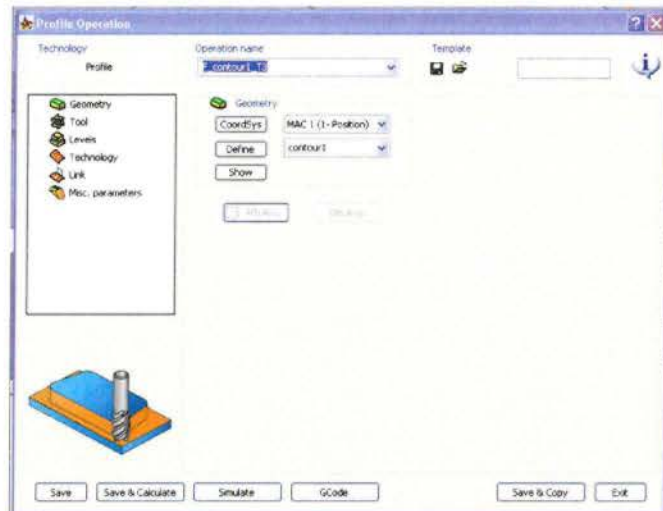 Profile Operation
Technology
Profile
Operation name
F_contour1_T3
Template
Geometry
Tool
Levels
Technology
Link
Misc. parameters
Geometry
CoordSys
MAC 1 (1- Position)
Define
contour1
Show
Save
Save & Calculate
Simulate
GCode
Save & Copy
Exit